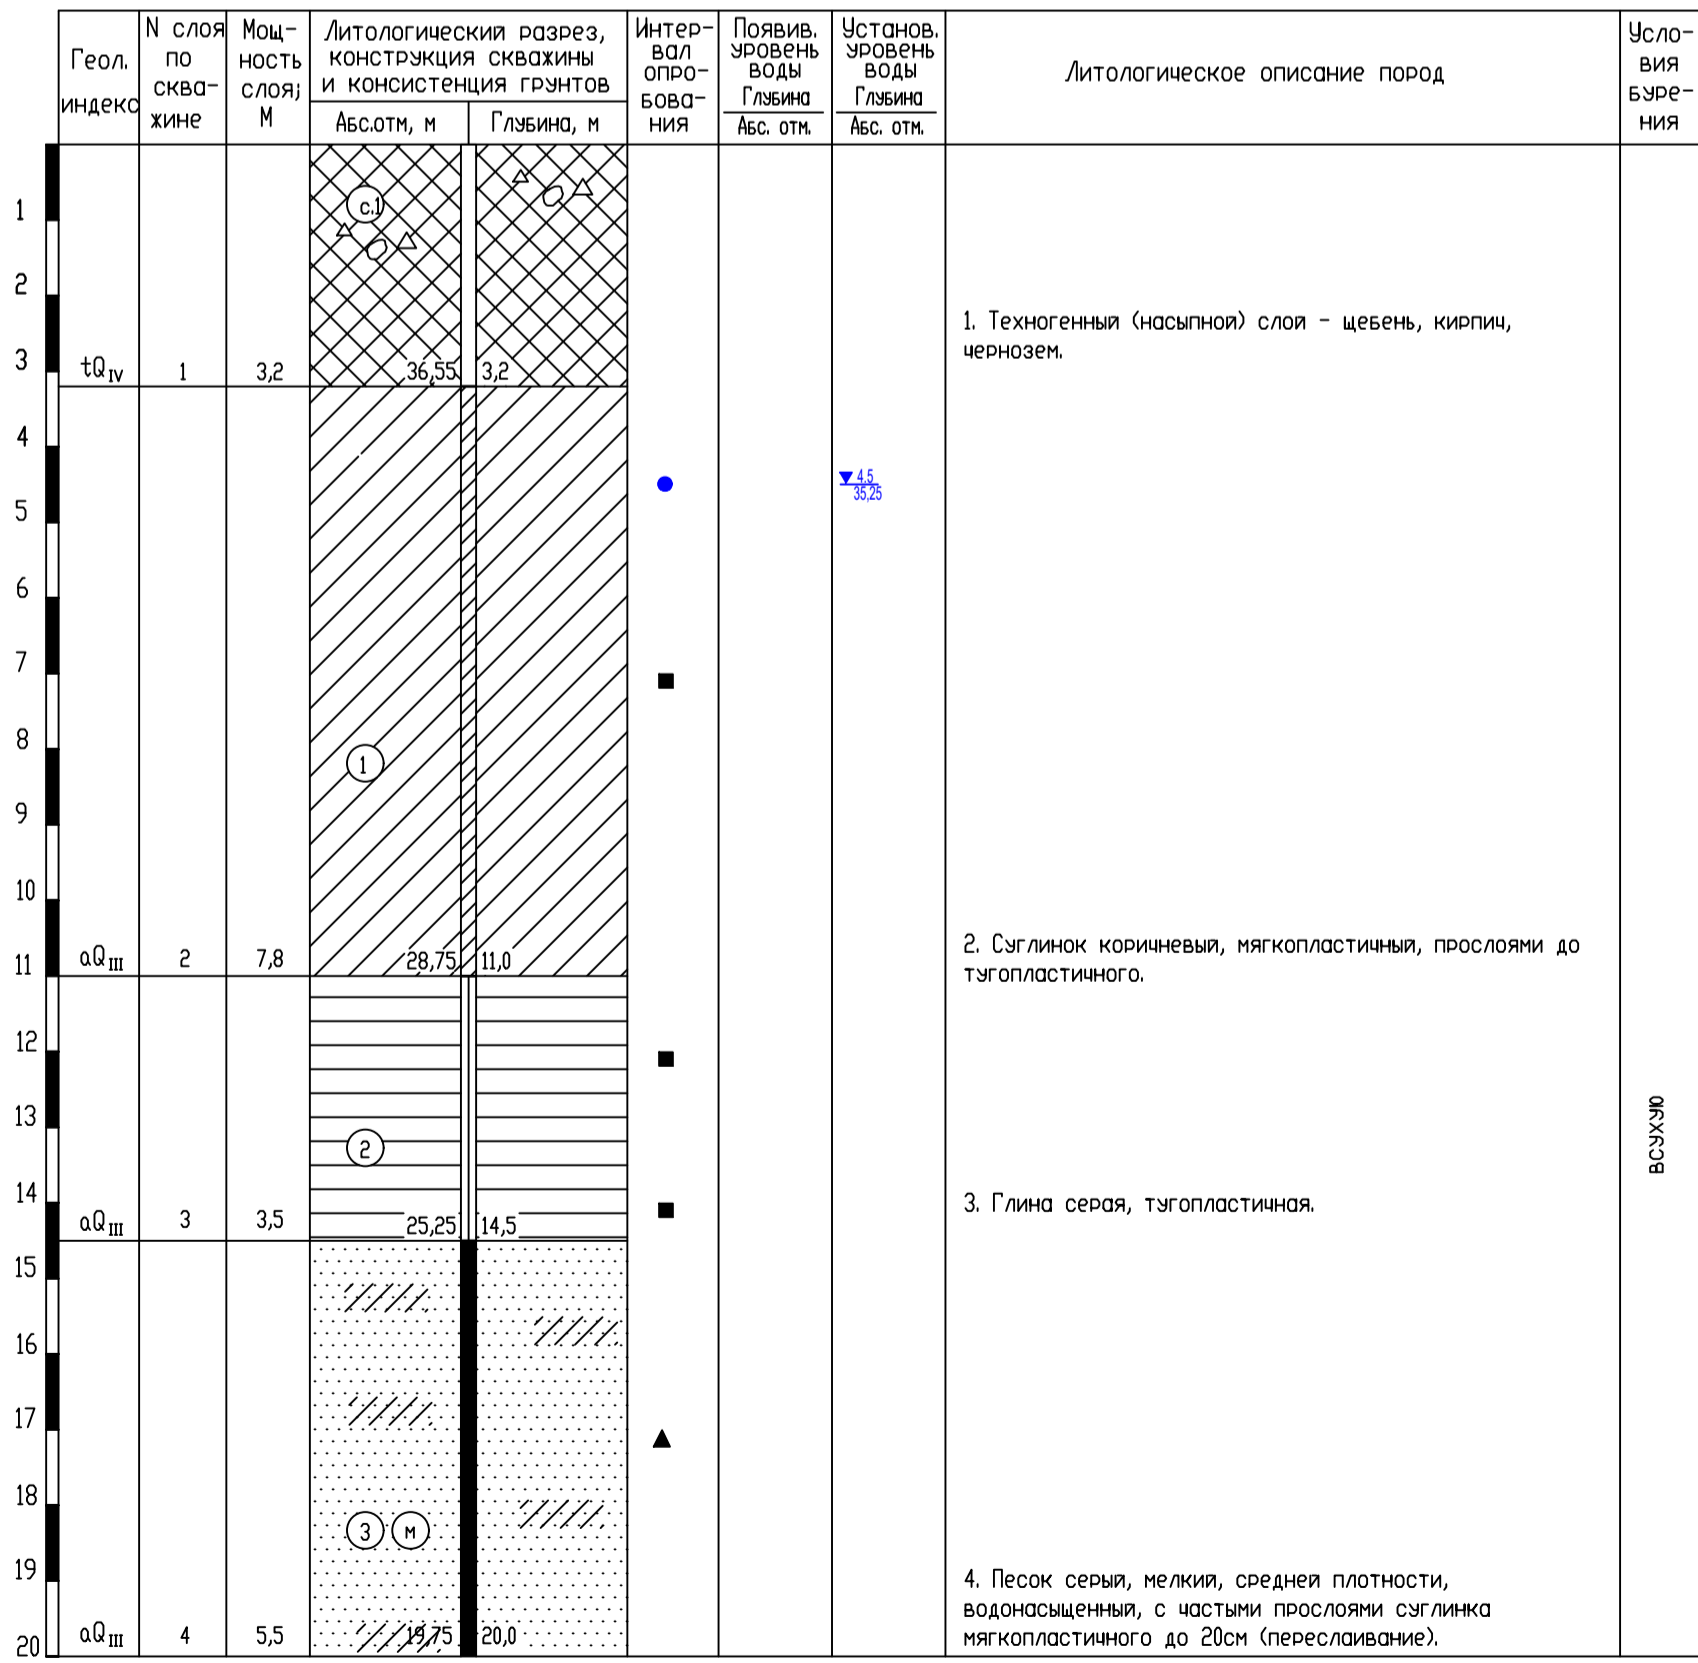 Геол.
индекс
N слоя
по
сква-
жине
Мощ-
ность
слоя;
М
Литологический разрез,
конструкция скважины
и консистенция грунтов
Абс.отм, м
Глубина, м
Интер-
вал
опро-
бова-
ния
Появив.
уровень
воды
Глубина
Абс. отм.
Установ.
уровень
воды
Глубина
Абс. отм.
Литологическое описание пород
Усло-
вия
буре-
ния
1
2
3
4
5
6
7
8
9
10
11
12
13
14
15
16
17
18
19
20
с.1
tQIV 1 3,2 36,55 3,2
1. Техногенный (насыпной) слой - щебень, кирпич,
чернозем.
4.5
35,25
1
aQIII 2 7,8 28,75 11,0
2. Суглинок коричневый, мягкопластичный, прослоями до
тугопластичного.
2
aQIII 3 3,5 25,25 14,5
3. Глина серая, тугопластичная.
3 м
aQIII 4 5,5 19,75 20,0
4. Песок серый, мелкий, средней плотности,
водонасыщенный, с частыми прослоями суглинка
мягкопластичного до 20см (переслаивание).
всухую